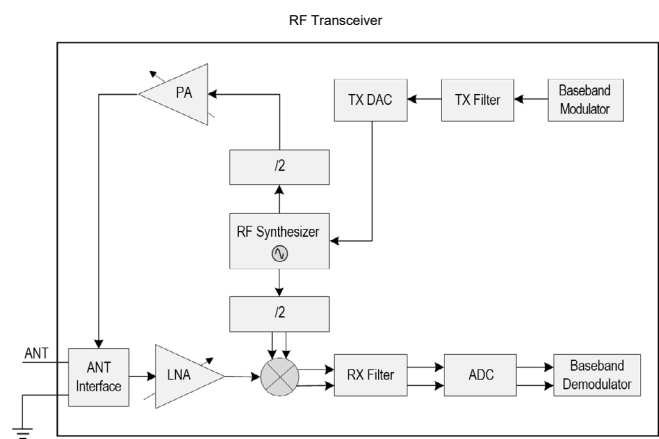 RF Transceiver
PA
TX DAC
TX Filter
Baseband
Modulator
/2
RF Synthesizer
/2
ANT
ANT
Interface
LNA
RX Filter
ADC
Baseband
Demodulator